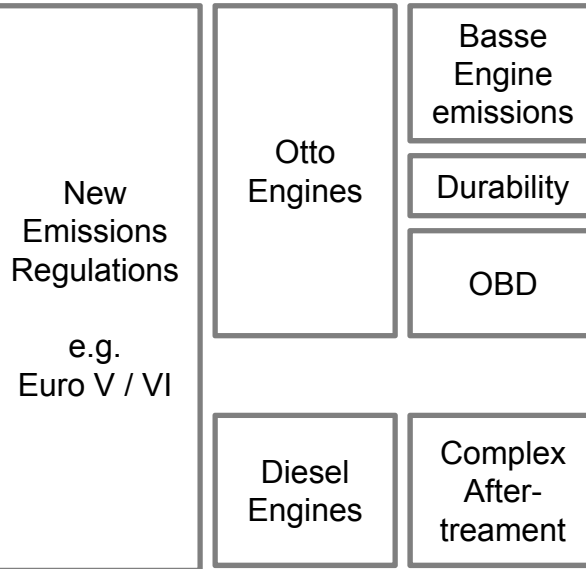 New
Emissions
Regulations
e.g.
Euro V / VI
Otto
Engines
Basse
Engine
emissions
Durability
OBD
Diesel
Engines
Complex
After-
treament